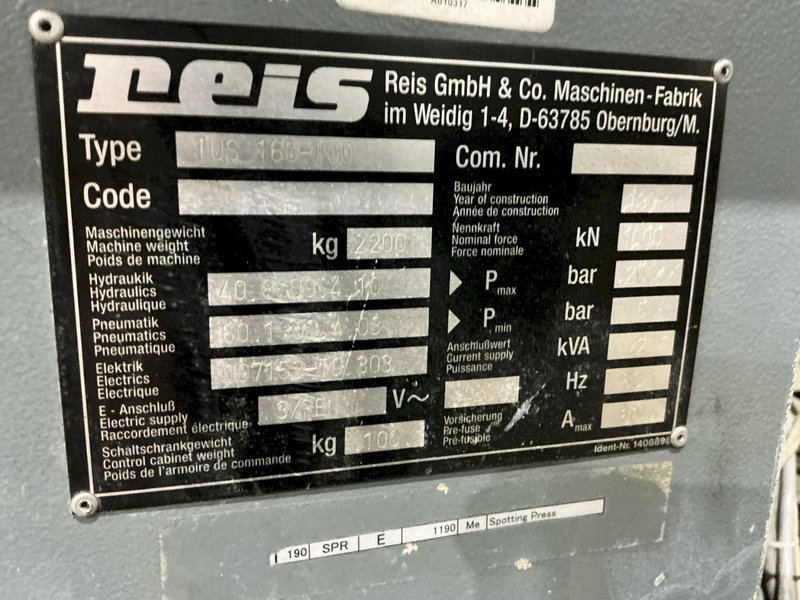 A010317
reis
Reis GmbH & Co. Maschinen-Fabrik
im Weidig 1-4, D-63785 Obernburg/M.
Type TUS 160-100
Com. Nr.
Code
Baujahr
Year of construction
Année de construction
Maschinengewicht
Machine weight
Poids de machine
kg 22000
Nennkraft
Nominal force
Force nominale
kN 1000
Hydraukik
Hydraulics
Hydraulique
P max bar
Pneumatik
Pneumatics
Pneumatique
P min bar
Elektrik
Electrics
Electrique
Anschlußwert
Current supply
Puissance
kVA
E - Anschluß
Electric supply
Raccordement électrique
V~
Hz
Schaltschrankgewicht
Control cabinet weight
Poids de l'armoire de commande
kg
Vorsicherung
Pre-fuse
Pré-fusible
A max
Ident-Nr. 1408898
190 SPR E 1190 Me Spotting Press